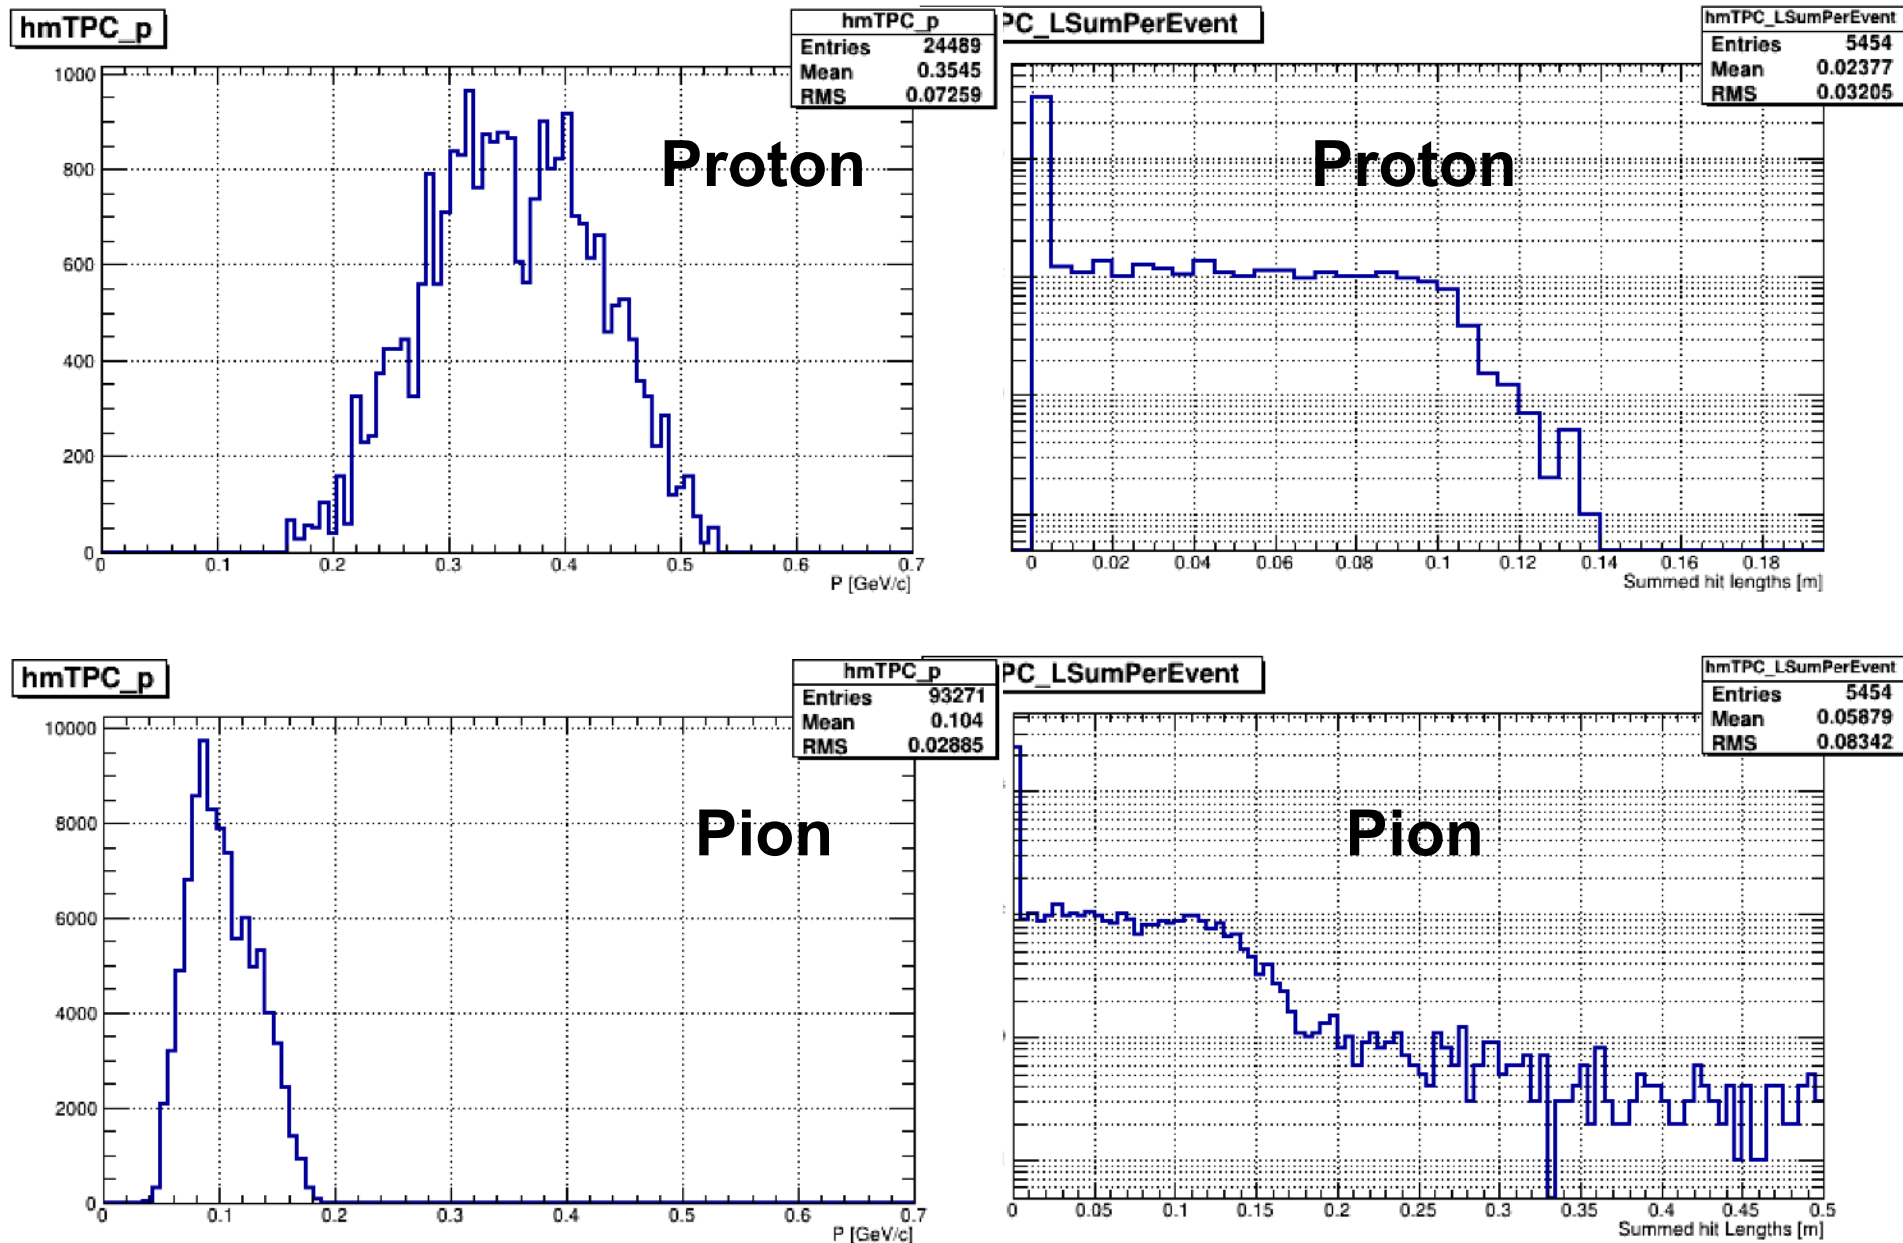 hmTPC_p
hmTPC_p
Entries 24489
Mean 0.3545
RMS 0.07259
Proton
1000
800
600
400
200
0
0 0.1 0.2 0.3 0.4 0.5 0.6 0.7
P [GeV/c]
PC_LSumPerEvent
hmTPC_LSumPerEvent
Entries 5454
Mean 0.02377
RMS 0.03205
Proton
0 0.02 0.04 0.06 0.08 0.1 0.12 0.14 0.16 0.18
Summed hit lengths [m]
hmTPC_p
hmTPC_p
Entries 93271
Mean 0.104
RMS 0.02885
Pion
10000
8000
6000
4000
2000
0
0 0.1 0.2 0.3 0.4 0.5 0.6 0.7
P [GeV/c]
PC_LSumPerEvent
hmTPC_LSumPerEvent
Entries 5454
Mean 0.05879
RMS 0.08342
Pion
0 0.05 0.1 0.15 0.2 0.25 0.3 0.35 0.4 0.45 0.5
Summed hit Lengths [m]